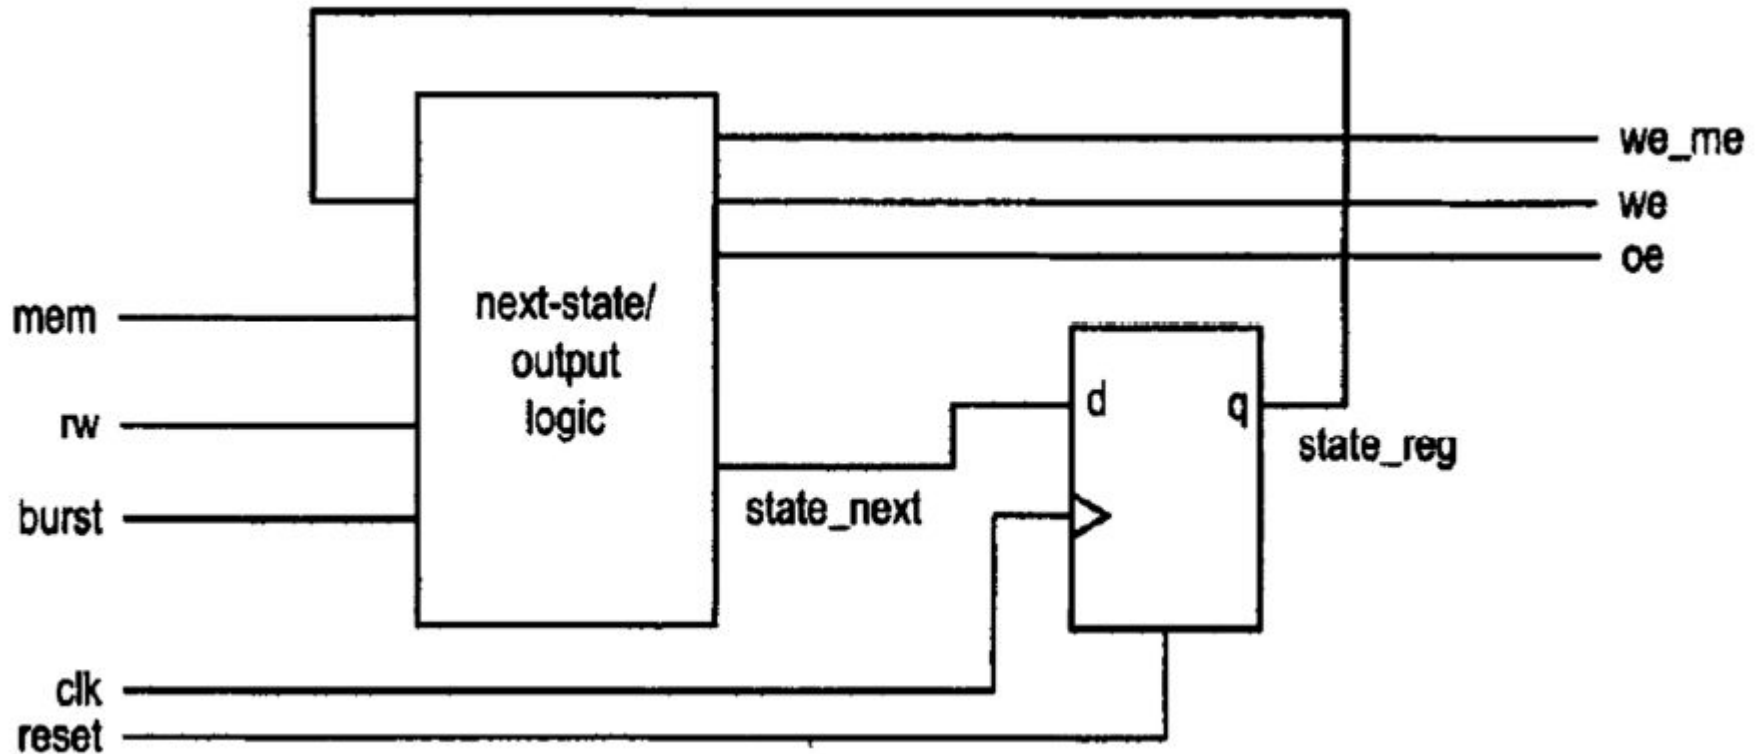 we_me
we
oe
mem
next-state/
output
logic
rw
burst
d
q
state_reg
state_next
clk
reset